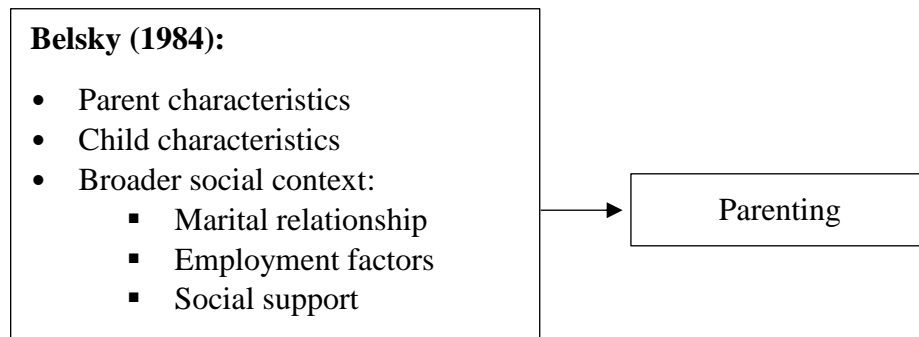 Belsky (1984):
• Parent characteristics
• Child characteristics
• Broader social context:
▪ Marital relationship
▪ Employment factors
▪ Social support
Parenting